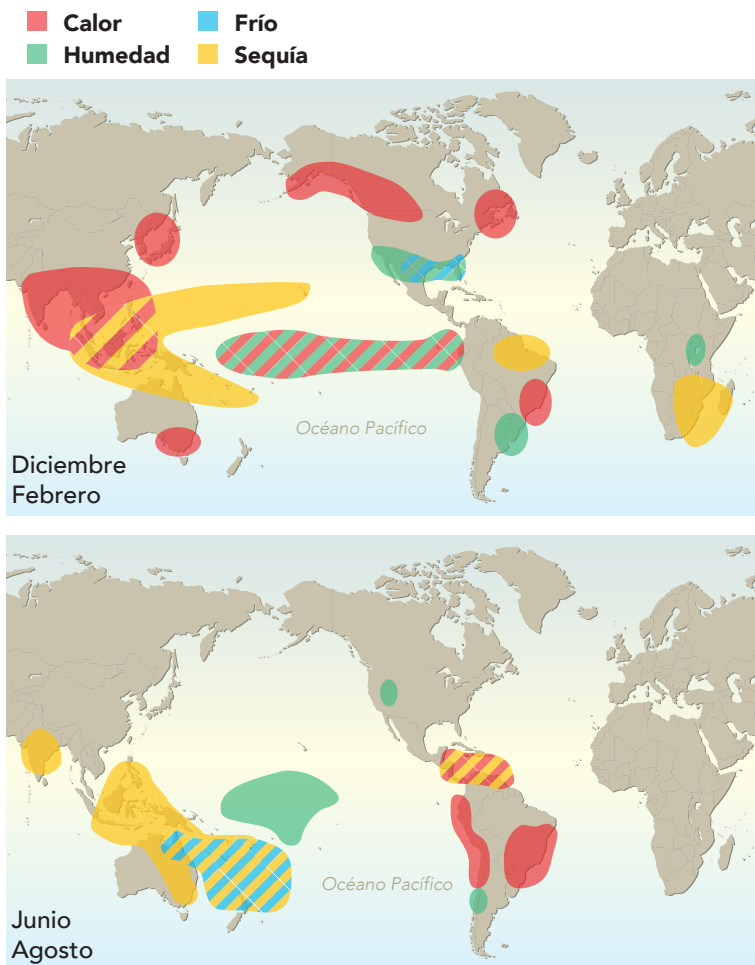 Calor
Frío
Humedad
Sequía
Océano Pacífico
Diciembre
Febrero
Océano Pacífico
Junio
Agosto